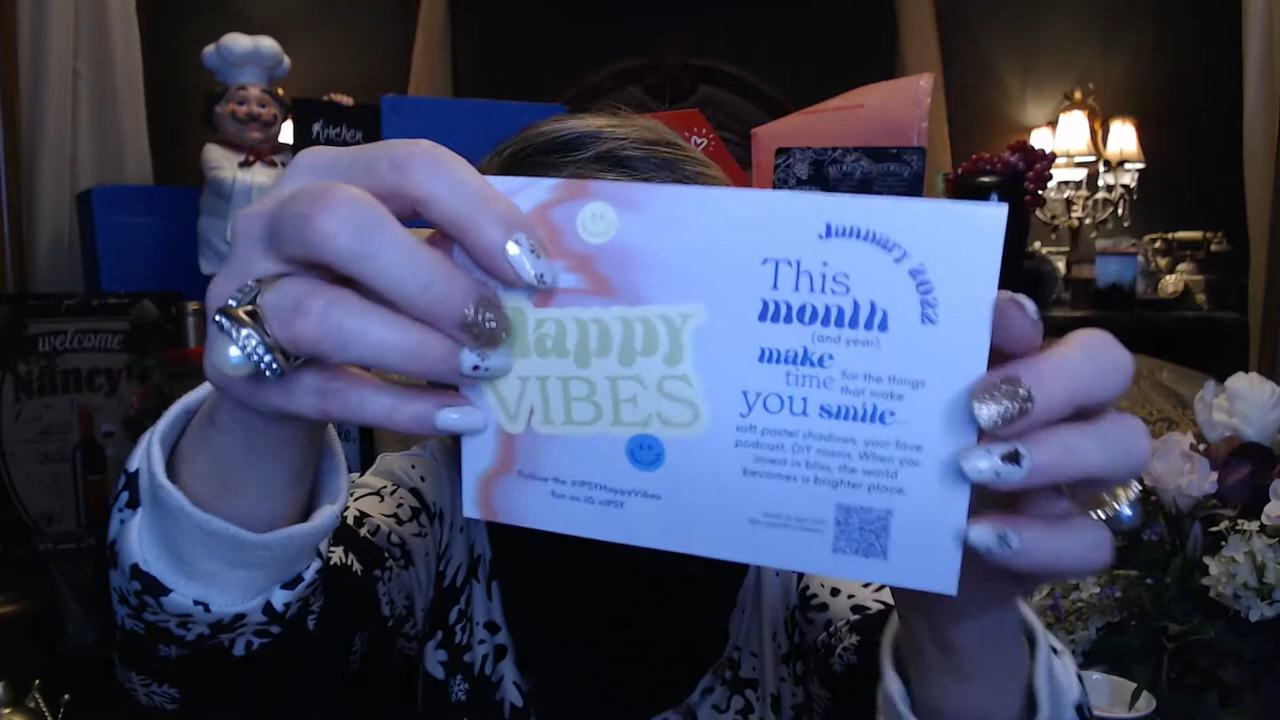 Kitchen
welcome
Nancy'
Happy
VIBES
Follow the #IPSYHappyVibes
fun on IG @IPSY
January 2022
This
month
(and year),
make
time for the things
that make
you smile
soft pastel shadows, your fave
podcast, DIY mani. When you
in bliss, the world
becomes a brighter place.